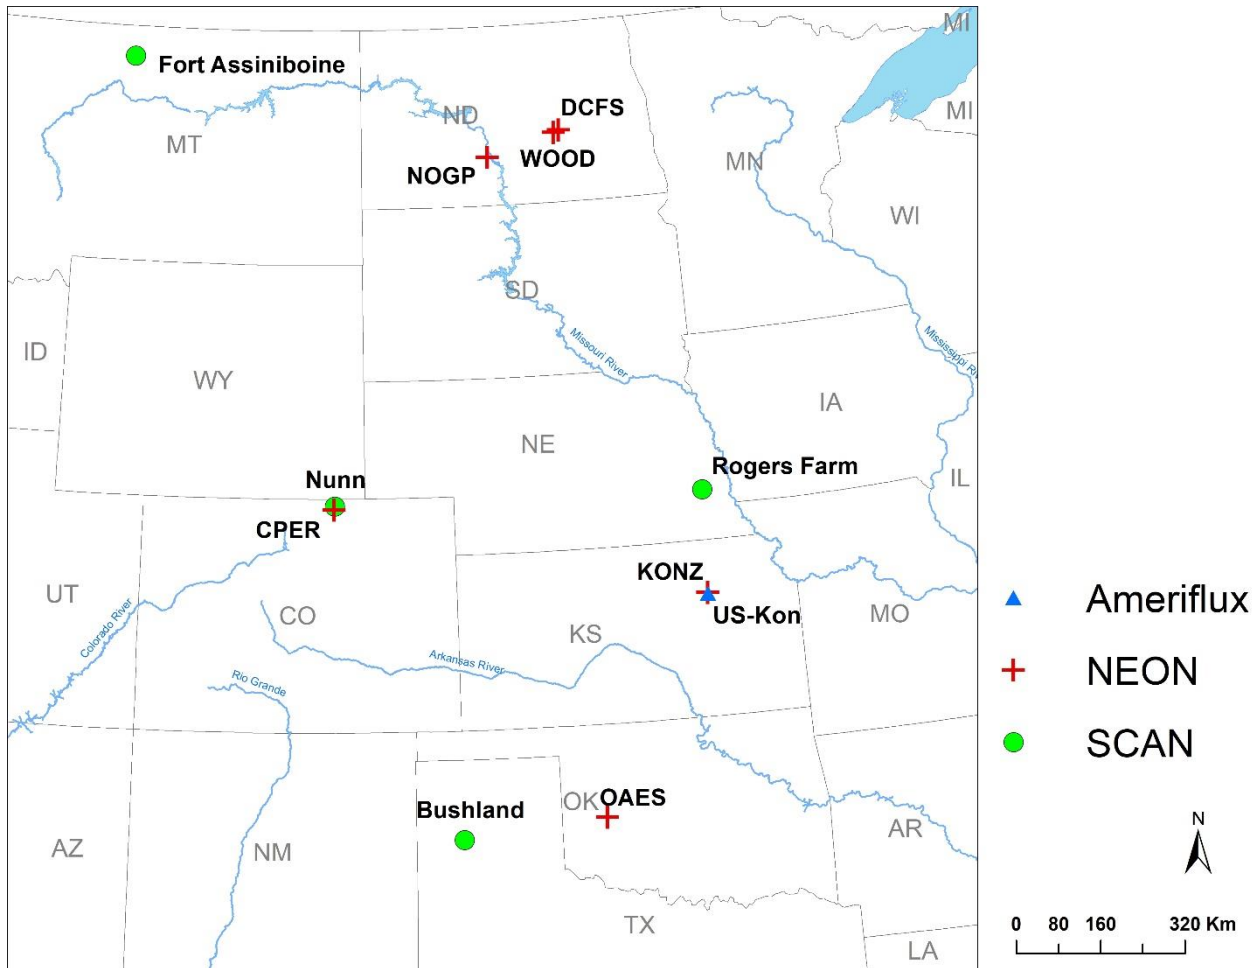 MI
Fort Assiniboine
DCFS
ND
MI
MT
WOOD
MN
NOGP
WI
SD
Missouri River
Mississippi Riv
ID
WY
IA
NE
Rogers Farm
IL
Nunn
CPER
KONZ
UT
Ameriflux
CO
US-Kon
MO
Colorado River
KS
Arkansas River
NEON
Rio Grande
SCAN
OK
OAES
Bushland
AR
N
AZ
NM
TX
0 80 160 320 Km
LA